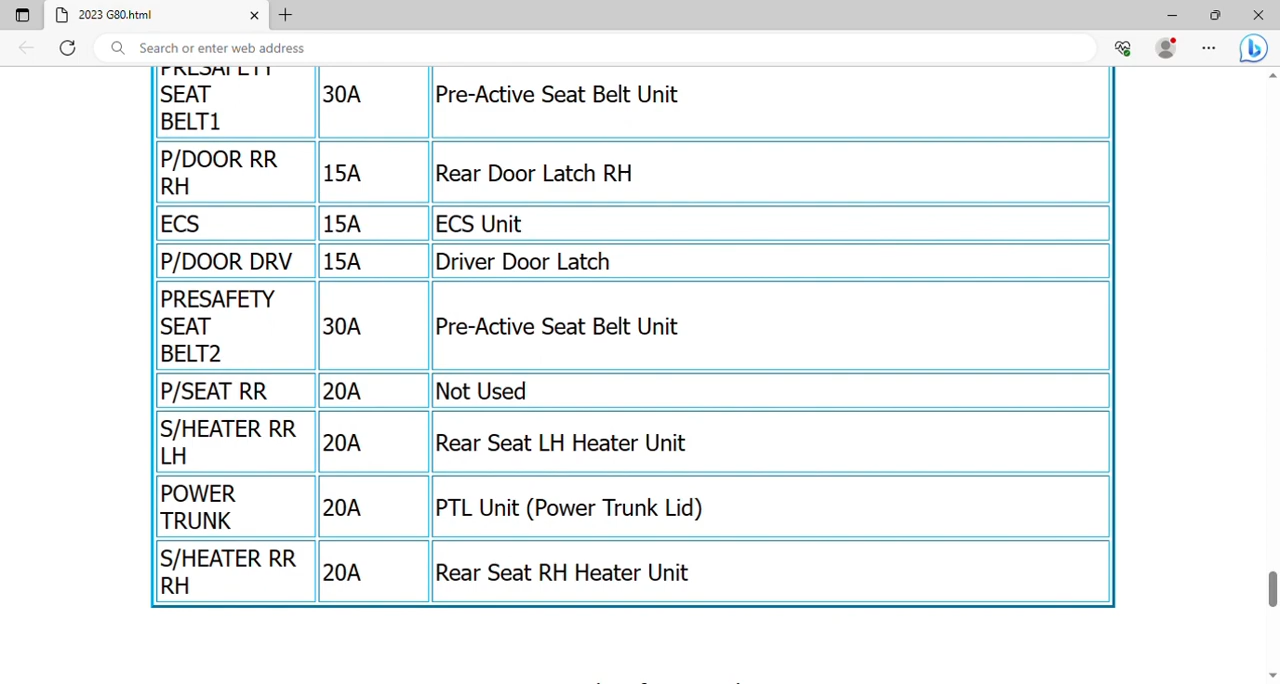 2023 G80.html
Search or enter web address
PRESAFETY
SEAT
BELT1
30A
Pre-Active Seat Belt Unit
P/DOOR RR
RH
15A
Rear Door Latch RH
ECS
15A
ECS Unit
P/DOOR DRV
15A
Driver Door Latch
PRESAFETY
SEAT
BELT2
30A
Pre-Active Seat Belt Unit
P/SEAT RR
20A
Not Used
S/HEATER RR
LH
20A
Rear Seat LH Heater Unit
POWER
TRUNK
20A
PTL Unit (Power Trunk Lid)
S/HEATER RR
RH
20A
Rear Seat RH Heater Unit